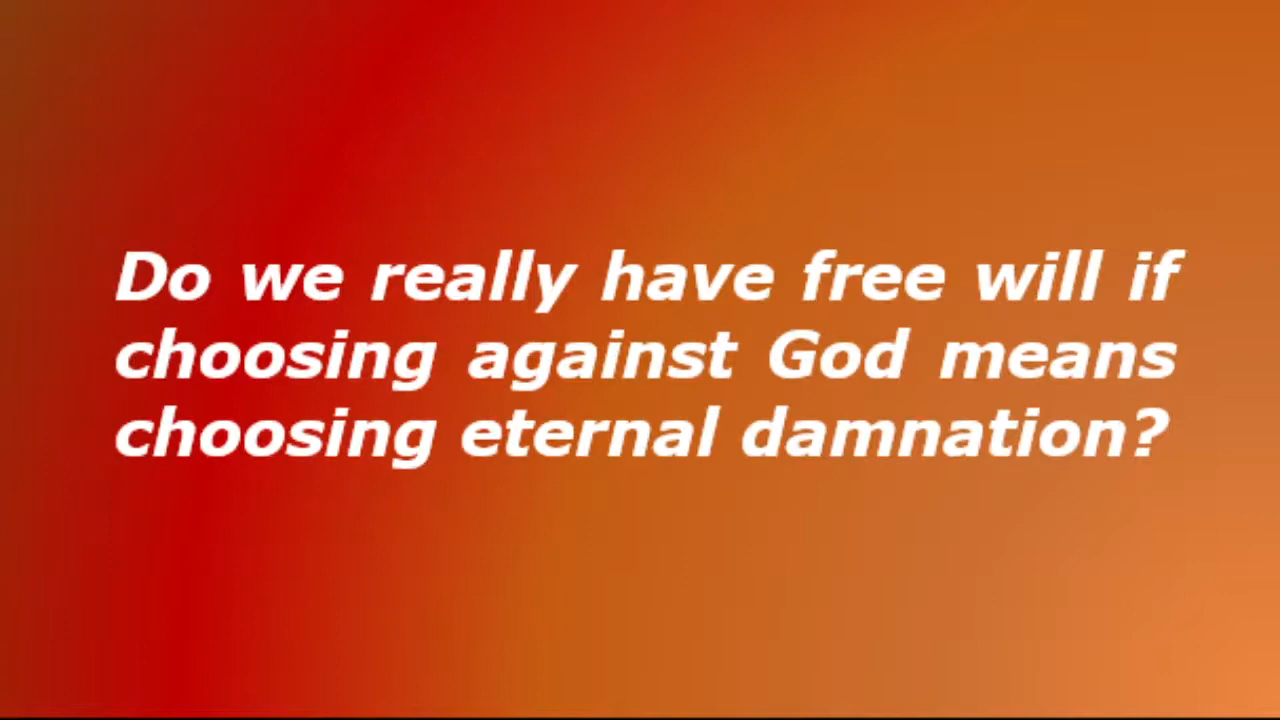 Do we really have free will if
choosing against God means
choosing eternal damnation?